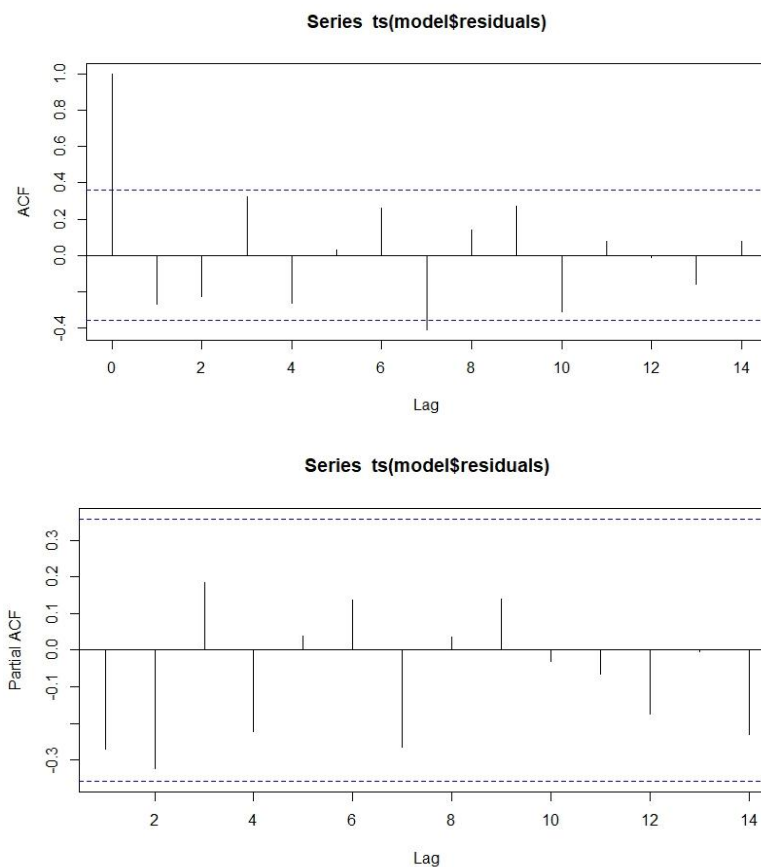 Series ts(model$residuals)
ACF
1.0
0.8
0.6
0.4
0.2
0.0
-0.4
0 2 4 6 8 10 12 14
Lag
Series ts(model$residuals)
Partial ACF
0.3
0.2
0.1
0.0
-0.1
-0.3
2 4 6 8 10 12 14
Lag